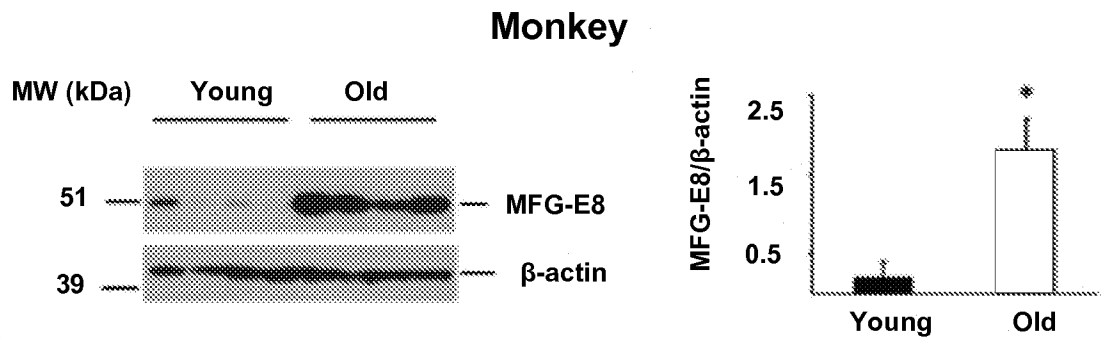 Monkey
MW (kDa) Young Old
51
MFG-E8
39
β-actin
MFG-E8/β-actin
2.5
1.5
0.5
*
Young Old